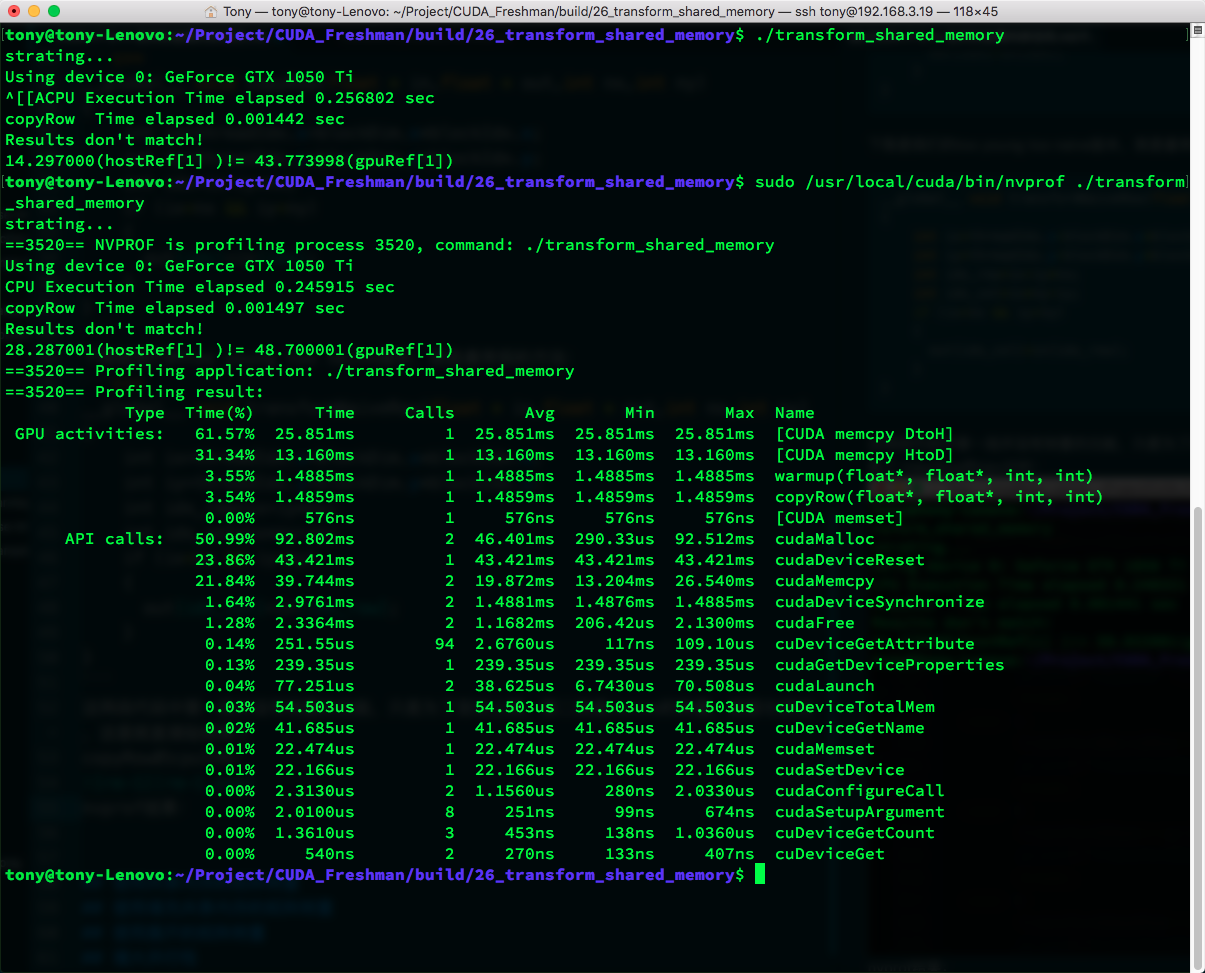 Tony — tony@tony-Lenovo: ~/Project/CUDA_Freshman/build/26_transform_shared_memory — ssh tony@192.168.3.19 — 118×45
[tony@tony-Lenovo:~/Project/CUDA_Freshman/build/26_transform_shared_memory$ ./transform_shared_memory ]
strating...
Using device 0: GeForce GTX 1050 Ti
^[[ACPU Execution Time elapsed 0.256802 sec
copyRow  Time elapsed 0.001442 sec
Results don't match!
14.297000(hostRef[1] )!= 43.773998(gpuRef[1])
[tony@tony-Lenovo:~/Project/CUDA_Freshman/build/26_transform_shared_memory$ sudo /usr/local/cuda/bin/nvprof ./transform]
_shared_memory
strating...
==3520== NVPROF is profiling process 3520, command: ./transform_shared_memory
Using device 0: GeForce GTX 1050 Ti
CPU Execution Time elapsed 0.245915 sec
copyRow  Time elapsed 0.001497 sec
Results don't match!
28.287001(hostRef[1] )!= 48.700001(gpuRef[1])
==3520== Profiling application: ./transform_shared_memory
==3520== Profiling result:
Type  Time(%)      Time     Calls       Avg       Min       Max  Name
GPU activities:   61.57%  25.851ms         1  25.851ms  25.851ms  25.851ms  [CUDA memcpy DtoH]
31.34%  13.160ms         1  13.160ms  13.160ms  13.160ms  [CUDA memcpy HtoD]
3.55%  1.4885ms         1  1.4885ms  1.4885ms  1.4885ms  warmup(float*, float*, int, int)
3.54%  1.4859ms         1  1.4859ms  1.4859ms  1.4859ms  copyRow(float*, float*, int, int)
0.00%     576ns         1     576ns     576ns     576ns  [CUDA memset]
API calls:   50.99%  92.802ms         2  46.401ms  290.33us  92.512ms  cudaMalloc
23.86%  43.421ms         1  43.421ms  43.421ms  43.421ms  cudaDeviceReset
21.84%  39.744ms         2  19.872ms  13.204ms  26.540ms  cudaMemcpy
1.64%  2.9761ms         2  1.4881ms  1.4876ms  1.4885ms  cudaDeviceSynchronize
1.28%  2.3364ms         2  1.1682ms  206.42us  2.1300ms  cudaFree
0.14%  251.55us        94  2.6760us     117ns  109.10us  cuDeviceGetAttribute
0.13%  239.35us         1  239.35us  239.35us  239.35us  cudaGetDeviceProperties
0.04%  77.251us         2  38.625us  6.7430us  70.508us  cudaLaunch
0.03%  54.503us         1  54.503us  54.503us  54.503us  cuDeviceTotalMem
0.02%  41.685us         1  41.685us  41.685us  41.685us  cuDeviceGetName
0.01%  22.474us         1  22.474us  22.474us  22.474us  cudaMemset
0.01%  22.166us         1  22.166us  22.166us  22.166us  cudaSetDevice
0.00%  2.3130us         2  1.1560us     280ns  2.0330us  cudaConfigureCall
0.00%  2.0100us         8     251ns      99ns     674ns  cudaSetupArgument
0.00%  1.3610us         3     453ns     138ns  1.0360us  cuDeviceGetCount
0.00%     540ns         2     270ns     133ns     407ns  cuDeviceGet
tony@tony-Lenovo:~/Project/CUDA_Freshman/build/26_transform_shared_memory$